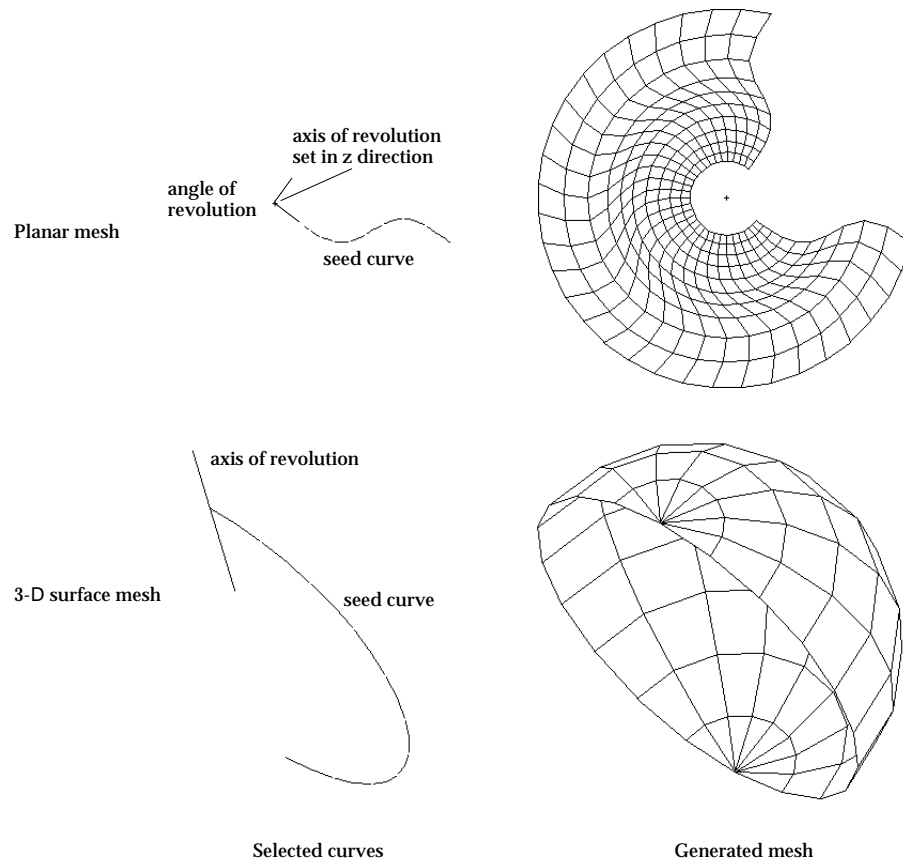 axis of revolution
set in z direction
angle of
revolution
Planar mesh
seed curve
axis of revolution
3-D surface mesh
seed curve
Selected curves
Generated mesh